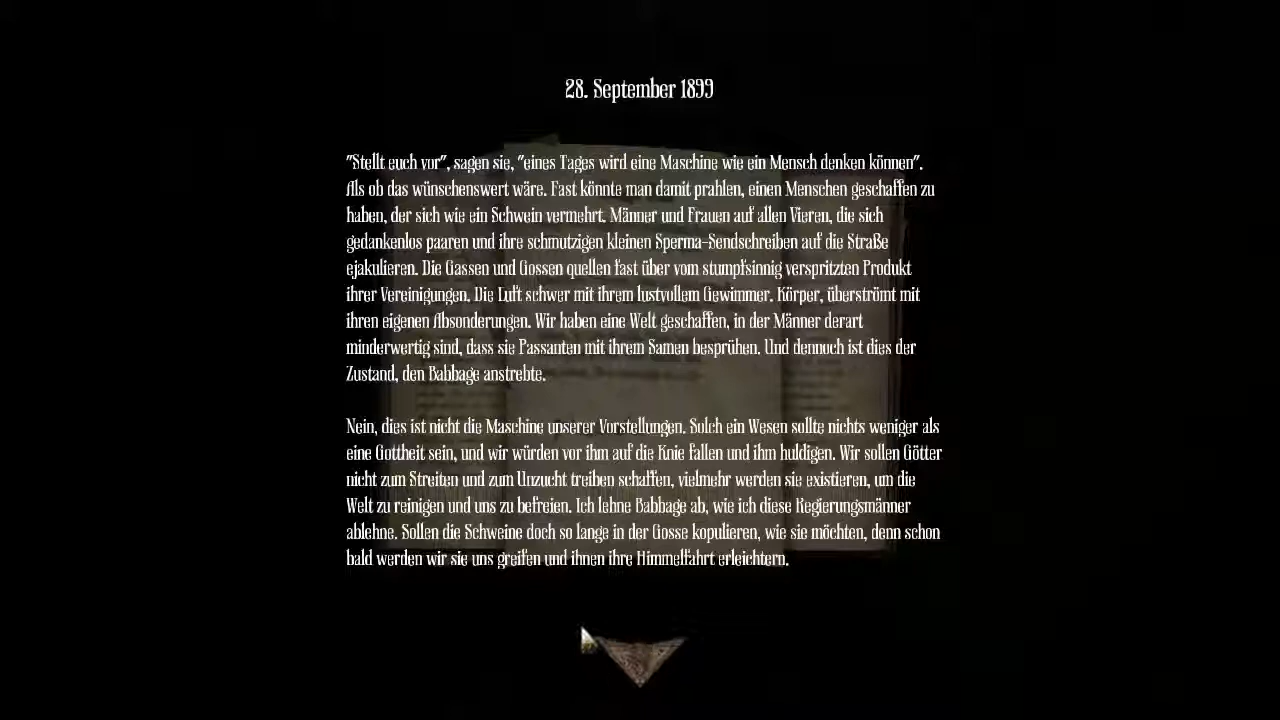 28. September 1899
"Stellt euch vor", sagen sie, "eines Tages wird eine Maschine wie ein Mensch denken können".
Als ob das wünschenswert wäre. Fast könnte man damit prahlen, einen Menschen geschaffen zu
haben, der sich wie ein Schwein vermehrt. Männer und Frauen auf allen Vieren, die sich
gedankenlos paaren und ihre schmutzigen kleinen Sperma-Sendschreiben auf die Straße
ejakulieren. Die Gassen und Gossen quellen fast über vom stumpfsinnig verspritzten Produkt
ihrer Vereinigungen. Die Luft schwer mit ihrem lustvollem Gewimmer. Körper, überströmt mit
ihren eigenen Absonderungen. Wir haben eine Welt geschaffen, in der Männer derart
minderwertig sind, dass sie Passanten mit ihrem Samen besprühen. Und dennoch ist dies der
Zustand, den Babbage anstrebte.
Nein, dies ist nicht die Maschine unserer Vorstellungen. Solch ein Wesen sollte nichts weniger als
eine Gottheit sein, und wir würden vor ihm auf die Knie fallen und ihm huldigen. Wir sollen Götter
nicht zum Streiten und zum Unzucht treiben schaffen, vielmehr werden sie existieren, um die
Welt zu reinigen und uns zu befreien. Ich lehne Babbage ab, wie ich diese Regierungsmänner
ablehne. Sollen die Schweine doch so lange in der Gosse kopulieren, wie sie möchten, denn schon
bald werden wir sie uns greifen und ihnen ihre Himmelfahrt erleichtern.